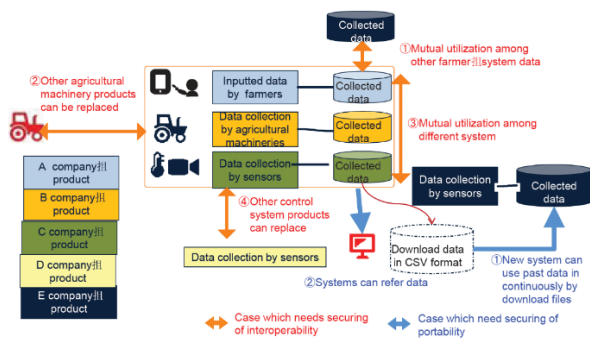 Collected
data
①Mutual utilization among
other farmer担system data
②Other agricultural
machinery products
can be replaced
Inputted data
by farmers
Collected
data
Data collection
by agricultural
machineries
Collected
data
③Mutual utilization among
different system
Data collection
by sensors
Collected
data
A company担
product
B company担
product
C company担
product
D company担
product
E company担
product
④Other control
system products
can replace
Data collection by sensors
Data collection
by sensors
Collected
data
Download data
in CSV format
②Systems can refer data
①New system can
use past data in
continuously by
download files
Case which needs securing of
interoperability
Case which need securing of
portability